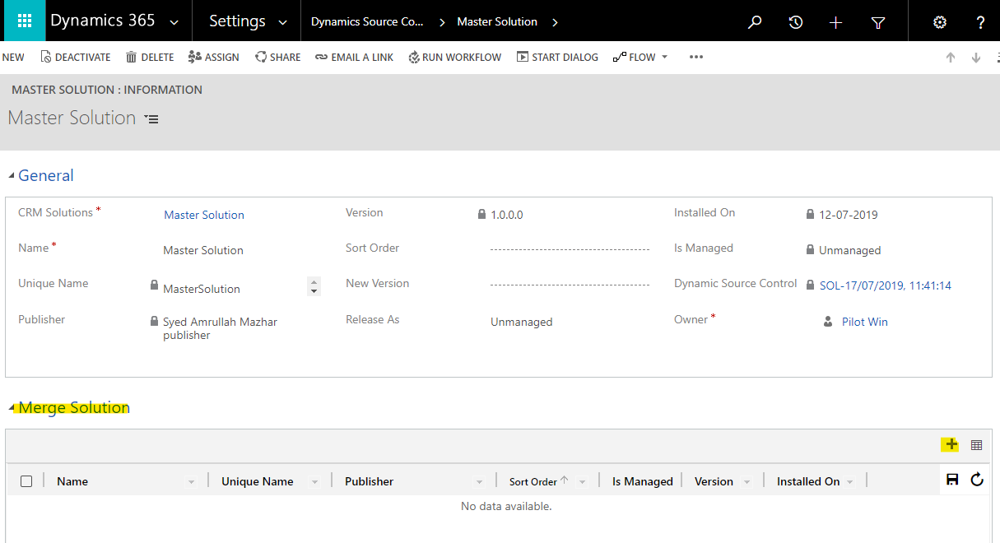 Dynamics 365 Settings Dynamics Source Co... Master Solution ?
NEW DEACTIVATE DELETE ASSIGN SHARE EMAIL A LINK RUN WORKFLOW START DIALOG FLOW
MASTER SOLUTION : INFORMATION
Master Solution
General
CRM Solutions * Master Solution Version 1.0.0.0 Installed On 12-07-2019
Name * Master Solution Sort Order Is Managed Unmanaged
Unique Name MasterSolution New Version Dynamic Source Control SOL-17/07/2019, 11:41:14
Publisher Syed Amrullah Mazhar Release As Unmanaged Owner * Pilot Win
publisher
Merge Solution
Name Unique Name Publisher Sort Order Is Managed Version Installed On
No data available.